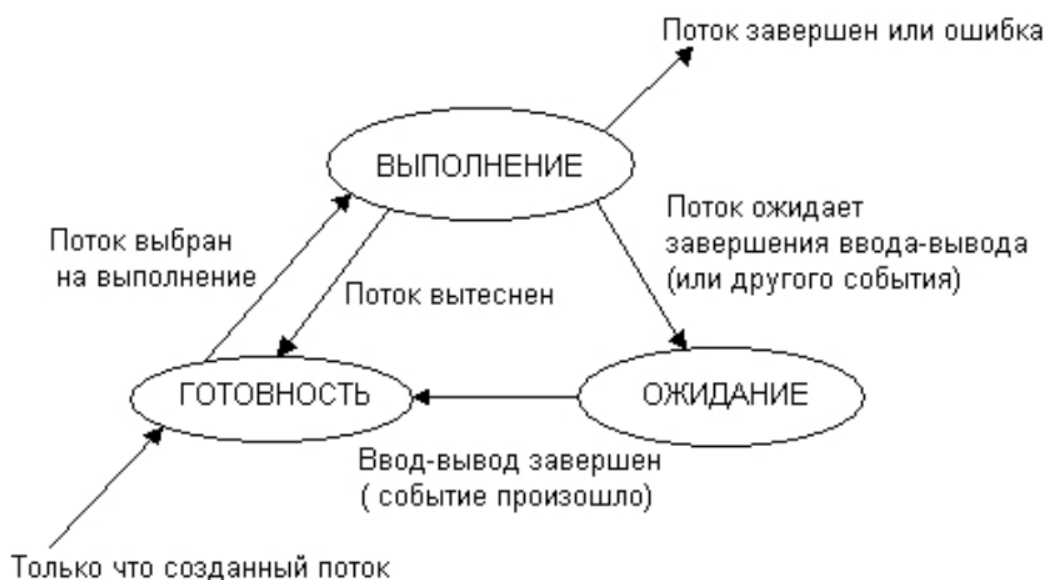 Поток завершен или ошибка
ВЫПОЛНЕНИЕ
Поток ожидает
завершения ввода-вывода
(или другого события)
Поток выбран
на выполнение
Поток вытеснен
ГОТОВНОСТЬ
ОЖИДАНИЕ
Ввод-вывод завершен
( событие произошло)
Только что созданный поток